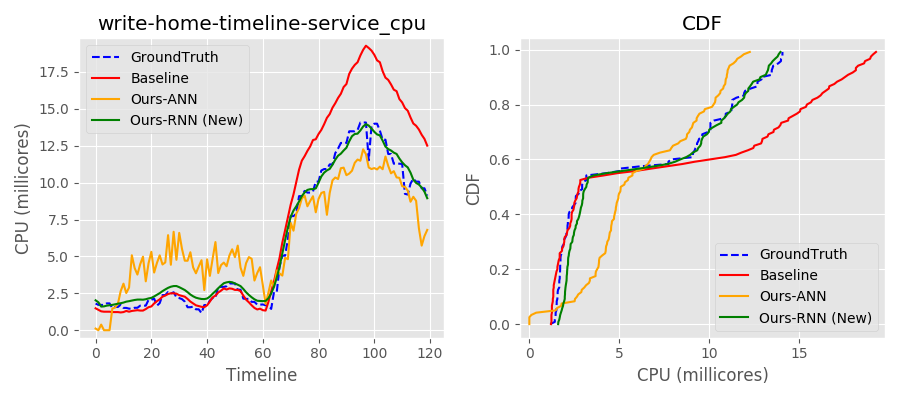 write-home-timeline-service_cpu
CPU (millicores)
17.5
15.0
12.5
10.0
7.5
5.0
2.5
0.0
GroundTruth
Baseline
Ours-ANN
Ours-RNN (New)
0 20 40 60 80 100 120
Timeline
CDF
CDF
1.0
0.8
0.6
0.4
0.2
0.0
GroundTruth
Baseline
Ours-ANN
Ours-RNN (New)
0 5 10 15
CPU (millicores)